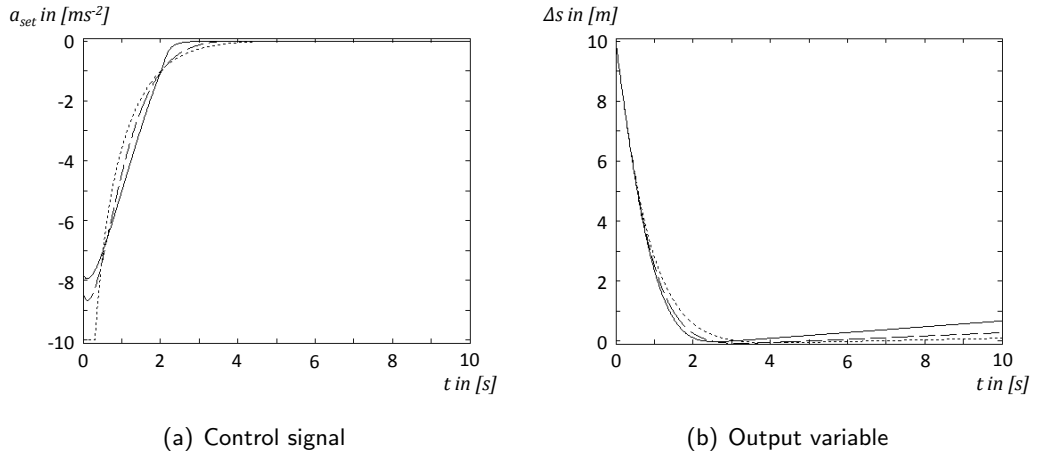 a_set in [ms-2]
0
-2
-4
-6
-8
-10
0 2 4 6 8 10
t in [s]
(a) Control signal
Δs in [m]
10
8
6
4
2
0
0 2 4 6 8 10
t in [s]
(b) Output variable